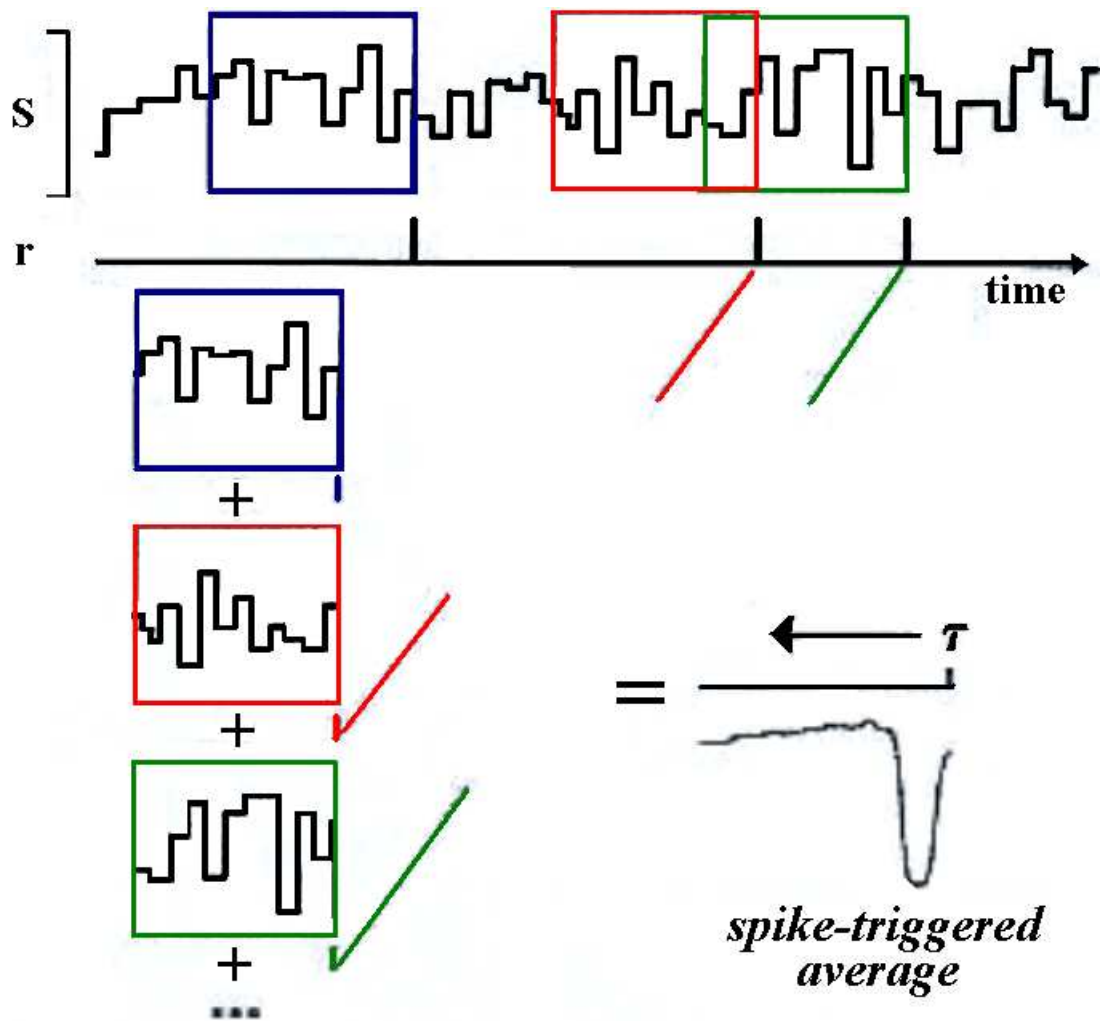 S
r
time
+
+
= τ
+
...
spike-triggered
average